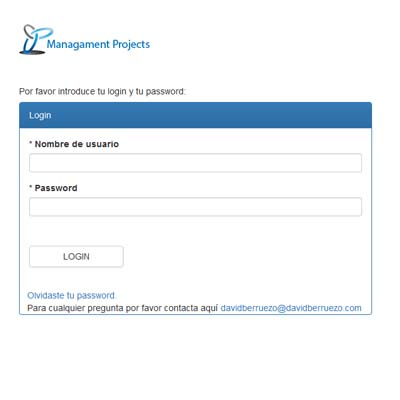 Managament Projects
Por favor introduce tu login y tu password:
Login
* Nombre de usuario
* Password
LOGIN
Olvidaste tu password.
Para cualquier pregunta por favor contacta aquí davidberruezo@davidberruezo.com